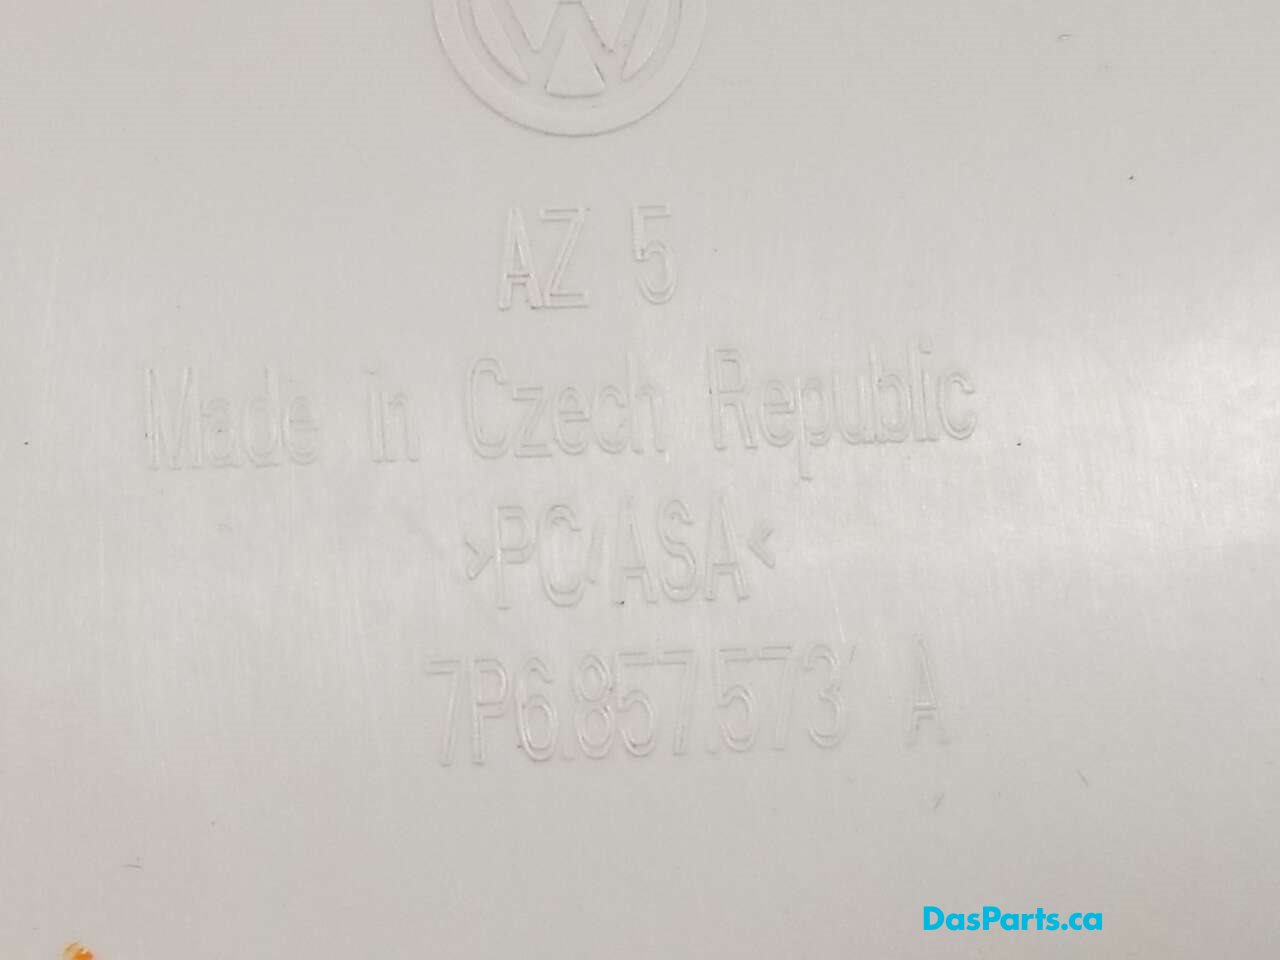 AZ 5
Made in Czech Republic
>PC/ASA<
7P6.857.573 A
DasParts.ca